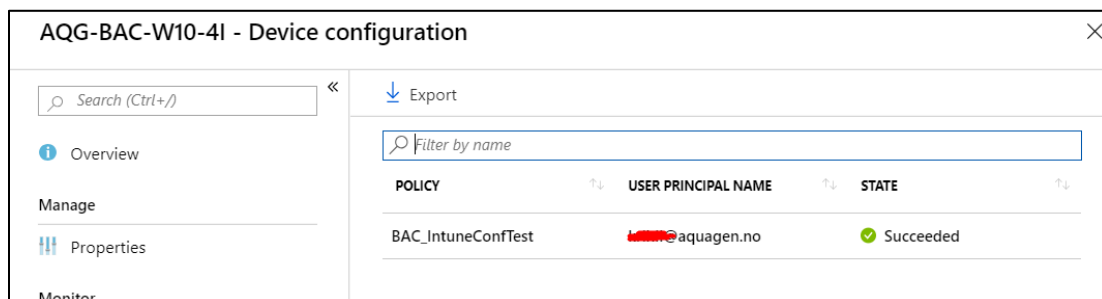 AQG-BAC-W10-4I - Device configuration
Search (Ctrl+/)
Overview
Manage
Properties
Monitor
Export
Filter by name
POLICY USER PRINCIPAL NAME STATE
BAC_IntuneConfTest @aquagen.no Succeeded